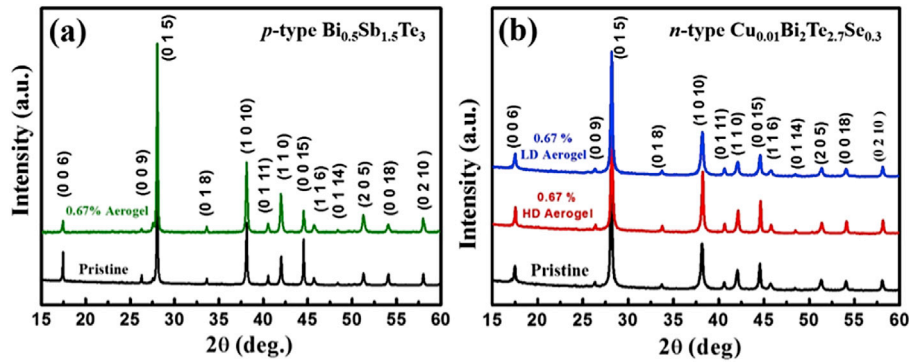 (a)
p-type Bi0.5Sb1.5Te3
Intensity (a.u.)
(0 0 6)
(0 0 9)
(0 1 5)
(0 1 8)
(1 0 10)
(0 1 11)
(1 1 0)
(0 0 15)
(1 1 6)
(0 1 14)
(2 0 5)
(0 0 18)
(0 2 10)
0.67% Aerogel
Pristine
15 20 25 30 35 40 45 50 55 60
2θ (deg.)
(b)
n-type Cu0.01Bi2Te2.7Se0.3
Intensity (a.u.)
(0 0 6)
(0 0 9)
(0 1 5)
(0 1 8)
(1 0 10)
(0 1 11)
(1 1 0)
(0 0 15)
(1 1 6)
(0 1 14)
(2 0 5)
(0 0 18)
(0 2 10)
0.67 %
LD Aerogel
0.67 %
HD Aerogel
Pristine
15 20 25 30 35 40 45 50 55 60
2θ (deg)